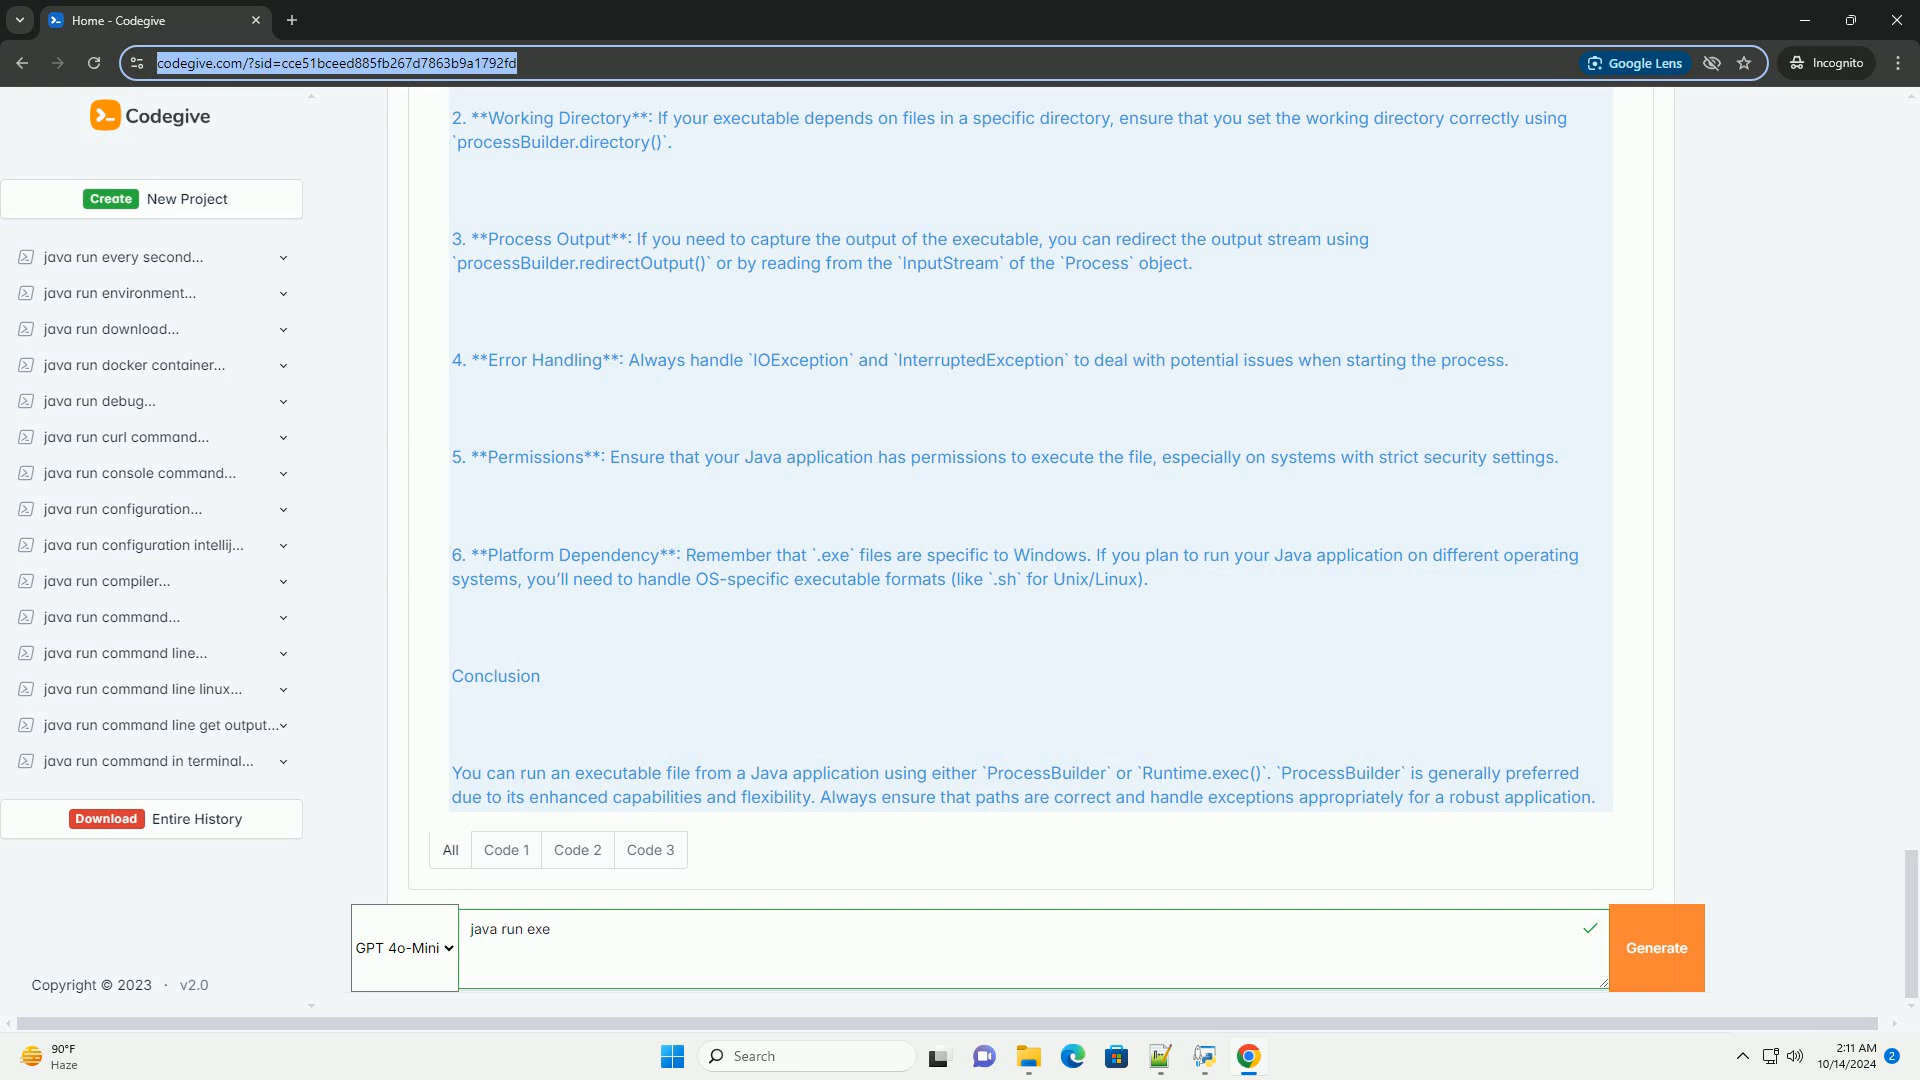 Home - Codegive
codegive.com/?sid=cce51bceed885fb267d7863b9a1792fd
Google Lens
Incognito
Codegive
Create New Project
java run every second...
java run environment...
java run download...
java run docker container...
java run debug...
java run curl command...
java run console command...
java run configuration...
java run configuration intellij...
java run compiler...
java run command...
java run command line...
java run command line linux...
java run command line get output...
java run command in terminal...
Download Entire History
Copyright © 2023 · v2.0
2. **Working Directory**: If your executable depends on files in a specific directory, ensure that you set the working directory correctly using
`processBuilder.directory()`.
3. **Process Output**: If you need to capture the output of the executable, you can redirect the output stream using
`processBuilder.redirectOutput()` or by reading from the `InputStream` of the `Process` object.
4. **Error Handling**: Always handle `IOException` and `InterruptedException` to deal with potential issues when starting the process.
5. **Permissions**: Ensure that your Java application has permissions to execute the file, especially on systems with strict security settings.
6. **Platform Dependency**: Remember that `.exe` files are specific to Windows. If you plan to run your Java application on different operating
systems, you’ll need to handle OS-specific executable formats (like `.sh` for Unix/Linux).
Conclusion
You can run an executable file from a Java application using either `ProcessBuilder` or `Runtime.exec()`. `ProcessBuilder` is generally preferred
due to its enhanced capabilities and flexibility. Always ensure that paths are correct and handle exceptions appropriately for a robust application.
All Code 1 Code 2 Code 3
GPT 4o-Mini
java run exe
Generate
90°F
Haze
Search
2:11 AM
10/14/2024
2